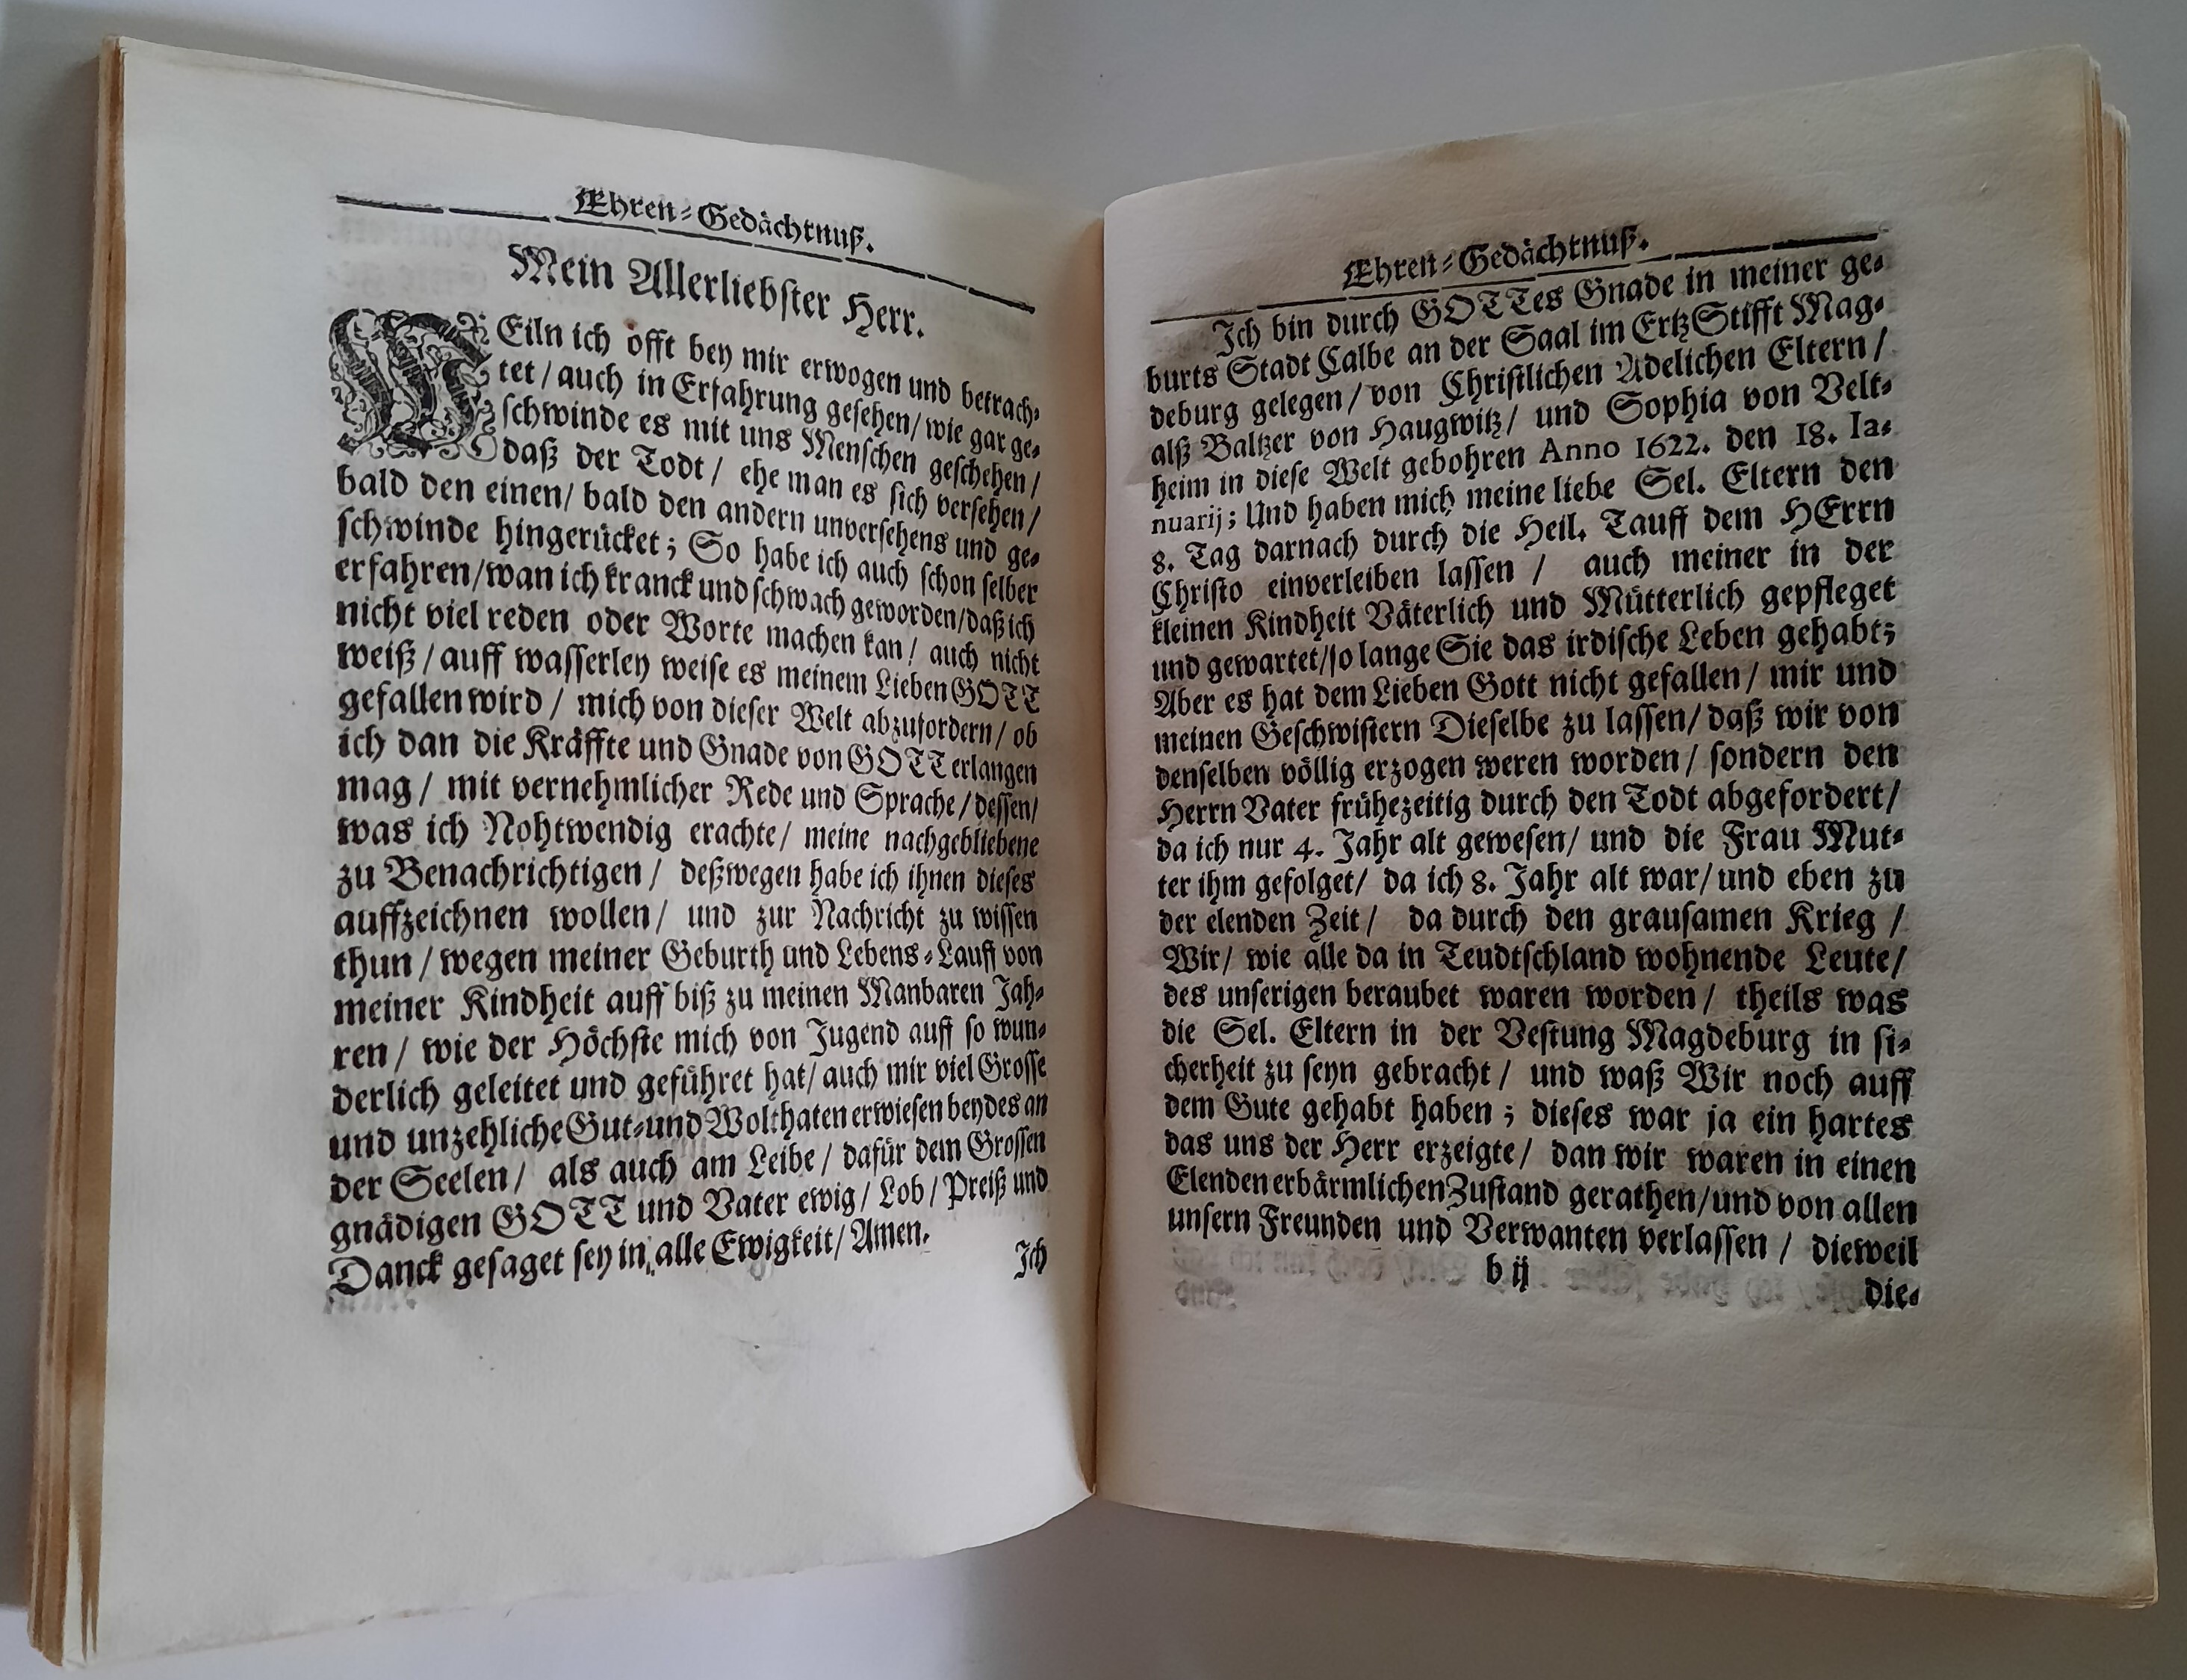 Ehren⸗Gedächtnuß.
Mein Allerliebster Herr.
WEiln ich offt bey mir erwogen und betrach⸗
tet / auch in Erfahrung gesehen / wie gar ge⸗
schwinde es mit uns Menschen geschehen /
daß der Todt / ehe man es sich versehen /
bald den einen / bald den andern unversehens und ge⸗
schwinde hingerücket; So habe ich auch schon selber
erfahren / wan ich kranck und schwach geworden / daß ich
nicht viel reden oder Worte machen kan / auch nicht
weiß / auff wasserley weise es meinem Lieben GOTT
gefallen wird / mich von dieser Welt abzufordern / ob
ich dan die Kräffte und Gnade von GOTT erlangen
mag / mit vernehmlicher Rede und Sprache / dessen /
was ich Nohtwendig erachte / meine nachgebliebene
zu Benachrichtigen / deßwegen habe ich ihnen dieses
auffzeichnen wollen / und zur Nachricht zu wissen
thun / wegen meiner Geburth und Lebens⸗Lauff von
meiner Kindheit auff biß zu meinen Manbaren Jah⸗
ren / wie der Höchste mich von Jugend auff so wun⸗
derlich geleitet und geführet hat / auch mir viel Grosse
und unzehliche Gut⸗und Wolthaten erwiesen beydes an
der Seelen / als auch am Leibe / dafür dem Grossen
gnädigen GOTT und Vater ewig / Lob / Preiß und
Danck gesaget sey in alle Ewigkeit / Amen.
Ich
Ehren⸗Gedächtnuß.
Ich bin durch GOTTes Gnade in meiner ge⸗
burts Stadt Calbe an der Saal im Ertz Stifft Mag⸗
deburg gelegen / von Christlichen Adelichen Eltern /
alß Baltzer von Haugwitz / und Sophia von Velt⸗
heim in diese Welt gebohren Anno 1622. den 18. Ia⸗
nuarij; Und haben mich meine liebe Sel. Eltern den
8. Tag darnach durch die Heil. Tauff dem HErrn
Christo einverleiben lassen / auch meiner in der
kleinen Kindheit Väterlich und Mütterlich gepfleget
und gewartet / so lange Sie das irdische Leben gehabt;
Aber es hat dem Lieben Gott nicht gefallen / mir und
meinen Geschwistern Dieselbe zu lassen / daß wir von
denselben völlig erzogen weren worden / sondern den
Herrn Vater frühezeitig durch den Todt abgefordert /
da ich nur 4. Jahr alt gewesen / und die Frau Mut⸗
ter ihm gefolget / da ich 8. Jahr alt war / und eben zu
der elenden Zeit / da durch den grausamen Krieg /
Wir / wie alle da in Teudtschland wohnende Leute /
des unserigen beraubet waren worden / theils was
die Sel. Eltern in der Vestung Magdeburg in si⸗
cherheit zu seyn gebracht / und waß Wir noch auff
dem Gute gehabt haben; dieses war ja ein hartes
das uns der Herr erzeigte / dan wir waren in einen
Elenden erbärmlichen Zustand gerathen / und von allen
unsern Freunden und Verwanten verlassen / dieweil
b ij
die⸗